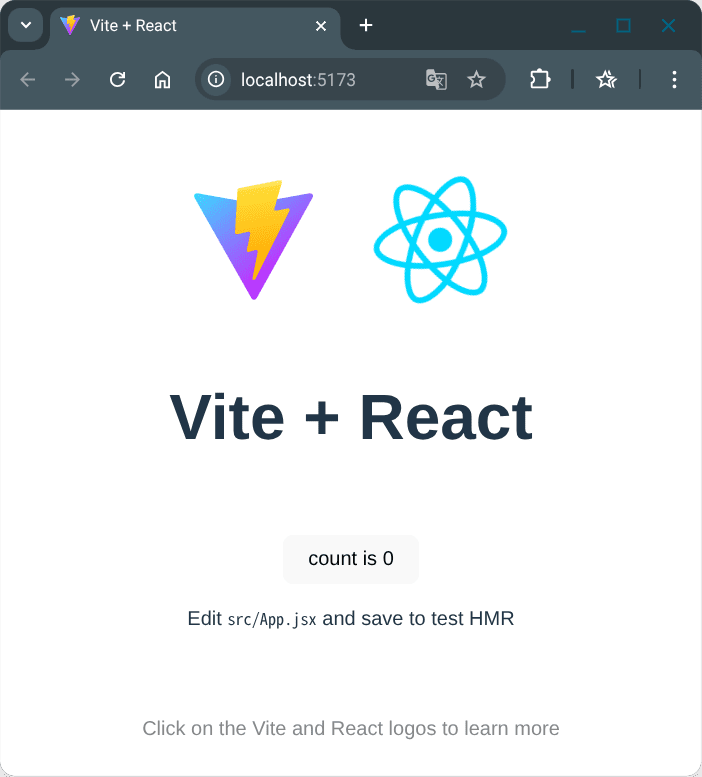 Vite + React
localhost:5173
Vite + React
count is 0
Edit src/App.jsx and save to test HMR
Click on the Vite and React logos to learn more